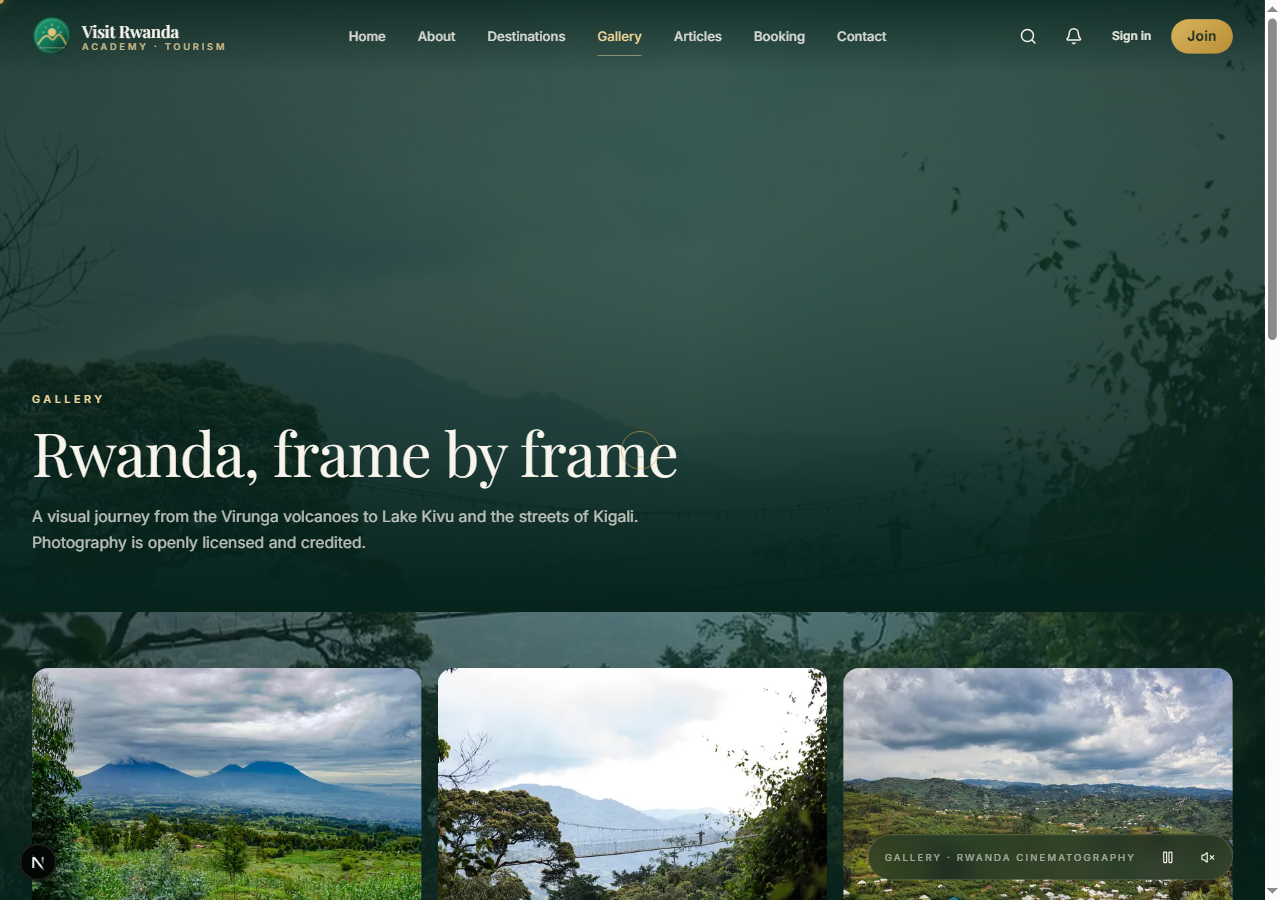 Visit Rwanda
ACADEMY · TOURISM
Home
About
Destinations
Gallery
Articles
Booking
Contact
Sign in
Join
GALLERY
Rwanda, frame by frame
A visual journey from the Virunga volcanoes to Lake Kivu and the streets of Kigali.
Photography is openly licensed and credited.
GALLERY · RWANDA CINEMATOGRAPHY
N